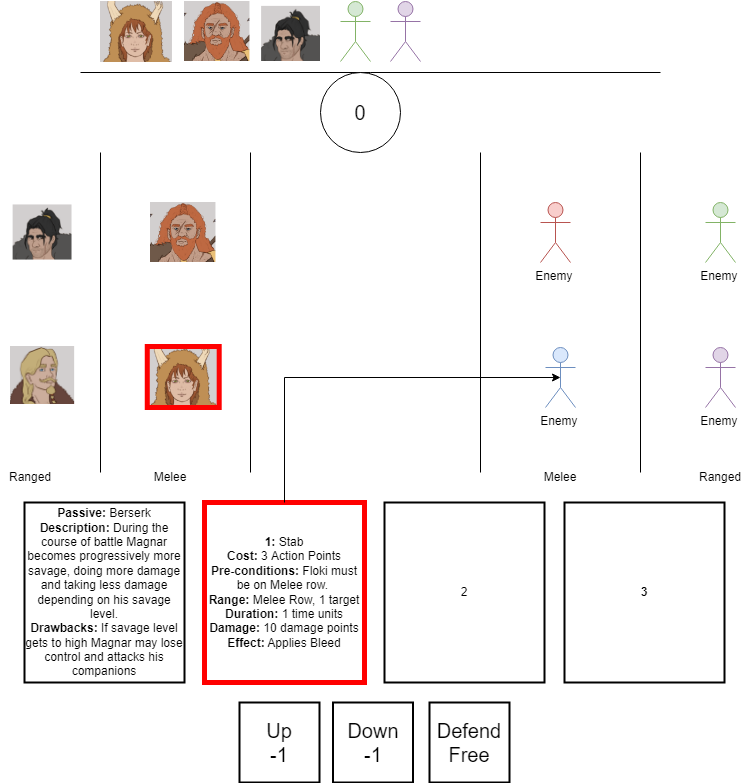 0
Enemy
Enemy
Enemy
Enemy
Ranged
Melee
Melee
Ranged
Passive: Berserk
Description: During the
course of battle Magnar
becomes progressively more
savage, doing more damage
and taking less damage
depending on his savage
level.
Drawbacks: If savage level
gets to high Magnar may lose
control and attacks his
companions
1: Stab
Cost: 3 Action Points
Pre-conditions: Floki must
be on Melee row.
Range: Melee Row, 1 target
Duration: 1 time units
Damage: 10 damage points
Effect: Applies Bleed
2
3
Up
-1
Down
-1
Defend
Free